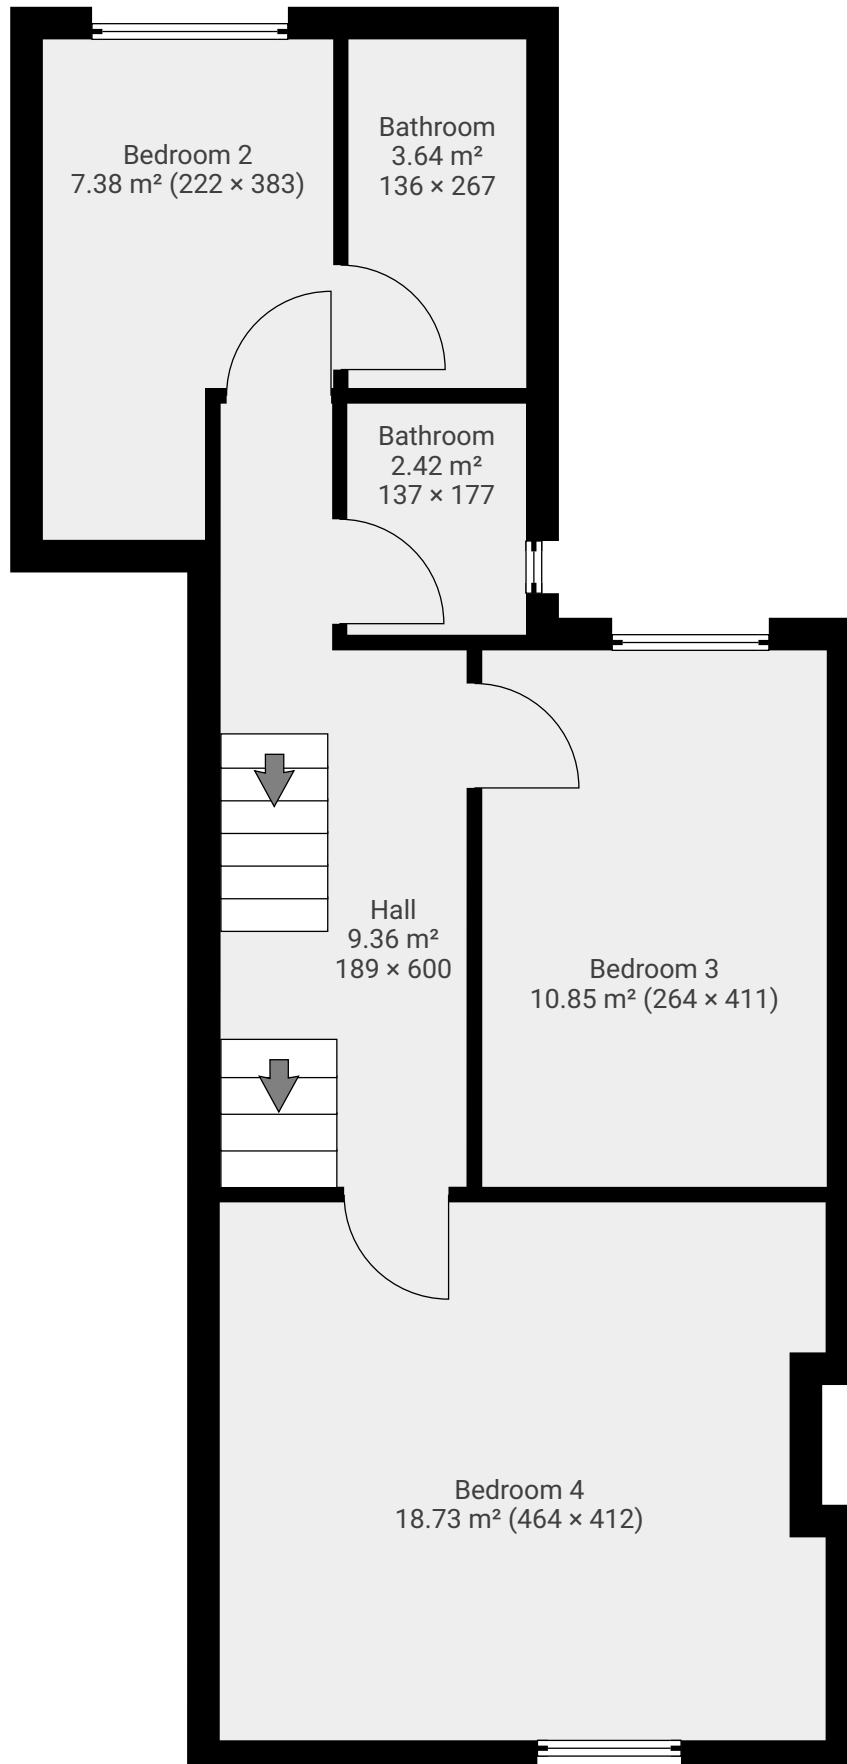 Bedroom 2
7.38 m² (222 × 383)
Bathroom
3.64 m²
136 × 267
Bathroom
2.42 m²
137 × 177
Hall
9.36 m²
189 × 600
Bedroom 3
10.85 m² (264 × 411)
Bedroom 4
18.73 m² (464 × 412)